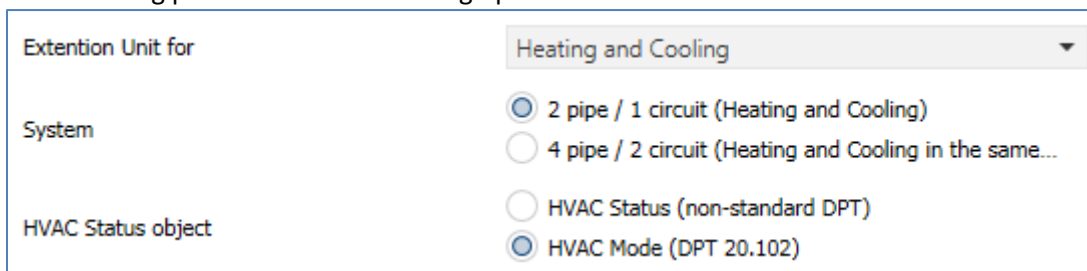 Extention Unit for
Heating and Cooling
System
2 pipe / 1 circuit (Heating and Cooling)
4 pipe / 2 circuit (Heating and Cooling in the same...
HVAC Status object
HVAC Status (non-standard DPT)
HVAC Mode (DPT 20.102)